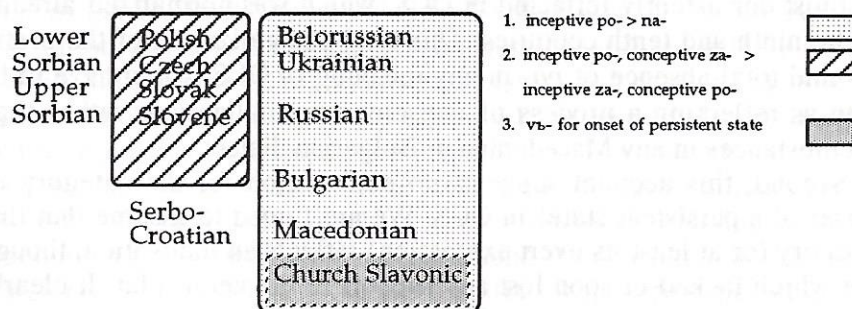 Lower
Sorbian
Upper
Sorbian
Polish
Czech
Slovak
Slovene
Serbo-
Croatian
Belorussian
Ukrainian
Russian
Bulgarian
Macedonian
Church Slavonic
1. inceptive po- > na-
2. inceptive po-, conceptive za- >
inceptive za-, conceptive po-
3. vъ- for onset of persistent state